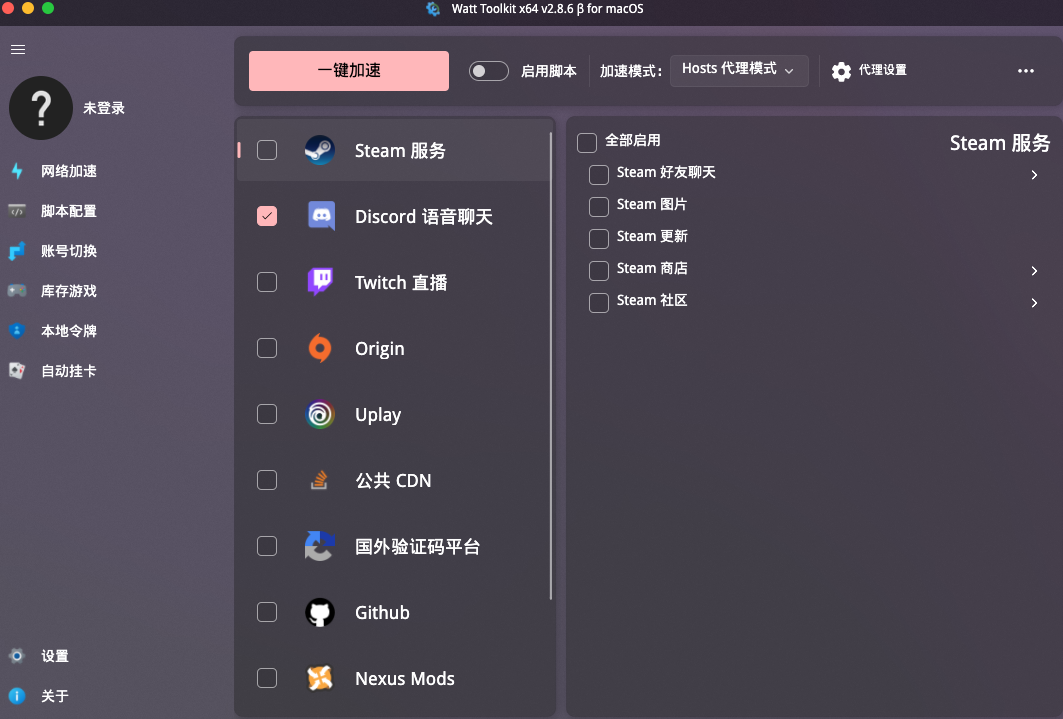 Watt Toolkit x64 v2.8.6 β for macOS
未登录
网络加速
脚本配置
账号切换
库存游戏
本地令牌
自动挂卡
设置
关于
一键加速
启用脚本
加速模式：
Hosts 代理模式
代理设置
Steam 服务
Discord 语音聊天
Twitch 直播
Origin
Uplay
公共 CDN
国外验证码平台
Github
Nexus Mods
全部启用
Steam 服务
Steam 好友聊天
Steam 图片
Steam 更新
Steam 商店
Steam 社区